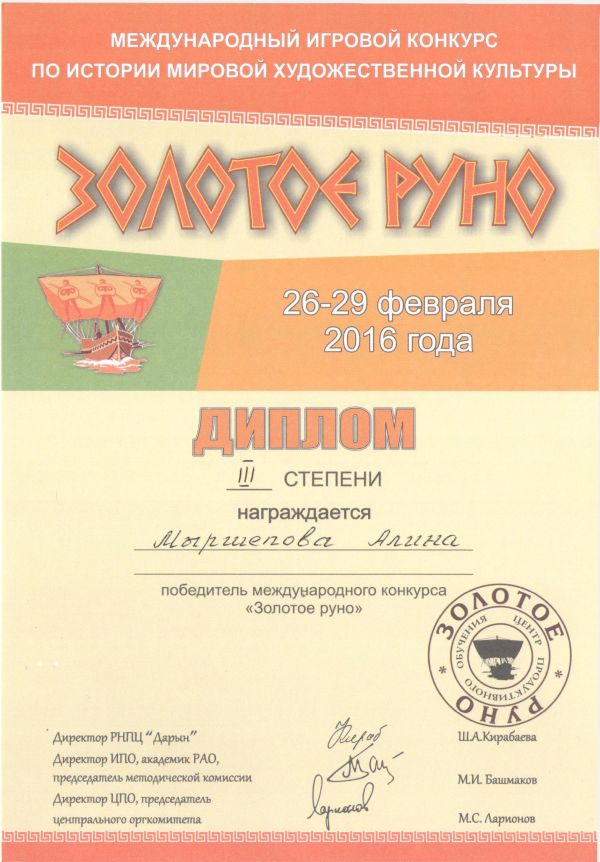 МЕЖДУНАРОДНЫЙ ИГРОВОЙ КОНКУРС
ПО ИСТОРИИ МИРОВОЙ ХУДОЖЕСТВЕННОЙ КУЛЬТУРЫ
ЗОЛОТОЕ РУНО
26-29 февраля
2016 года
ДИПЛОМ
III СТЕПЕНИ
награждается
Мыршепова Алина
победитель международного конкурса
«Золотое руно»
ЗОЛОТОЕ РУНО
ЦЕНТР ПРОДУКТИВНОГО ОБУЧЕНИЯ
Директор РНПЦ "Дарын" Ш.А.Кирабаева
Директор ИПО, академик РАО,
председатель методической комиссии М.И. Башмаков
Директор ЦПО, председатель
центрального оргкомитета М.С. Ларионов